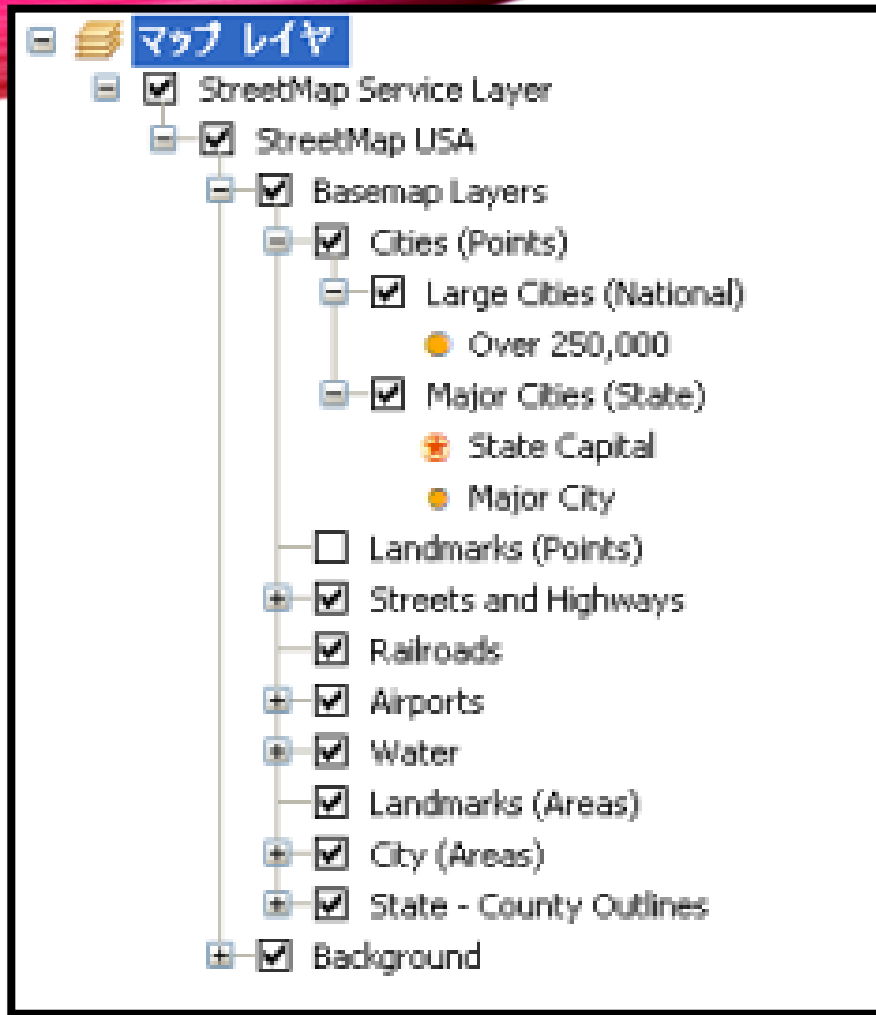 マップ レイヤ
StreetMap Service Layer
StreetMap USA
Basemap Layers
Cities (Points)
Large Cities (National)
Over 250,000
Major Cities (State)
State Capital
Major City
Landmarks (Points)
Streets and Highways
Railroads
Airports
Water
Landmarks (Areas)
City (Areas)
State - County Outlines
Background